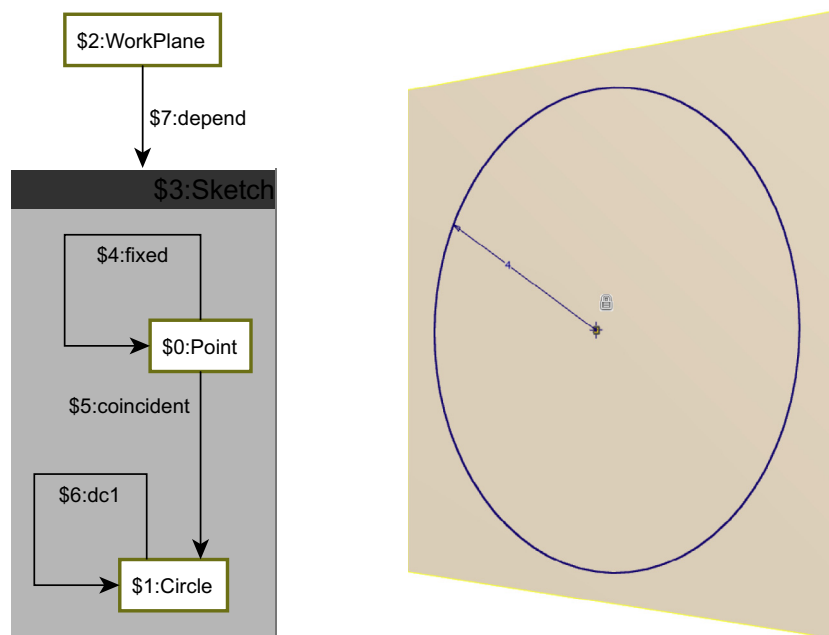 $2:WorkPlane
$7:depend
$3:Sketch
$4:fixed
$0:Point
$5:coincident
$6:dc1
$1:Circle
4